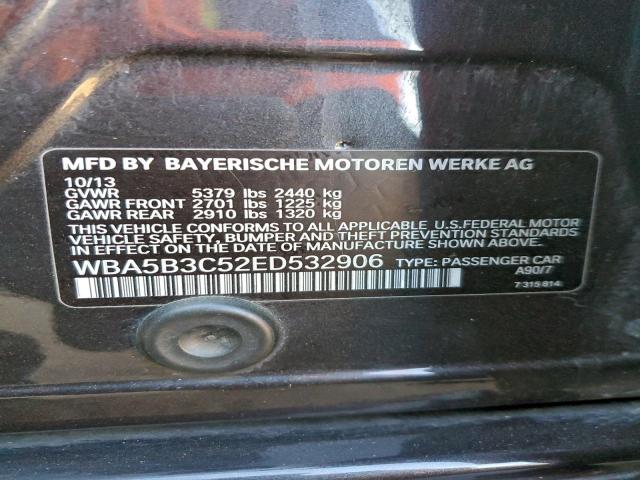 MFD BY BAYERISCHE MOTOREN WERKE AG
10/13
GVWR 5379 lbs 2440 kg
GAWR FRONT 2701 lbs 1225 kg
GAWR REAR 2910 lbs 1320 kg
THIS VEHICLE CONFORMS TO ALL APPLICABLE U.S.FEDERAL MOTOR
VEHICLE SAFETY, BUMPER, AND THEFT PREVENTION STANDARDS
IN EFFECT ON THE DATE OF MANUFACTURE SHOWN ABOVE.
WBA5B3C52ED532906 TYPE: PASSENGER CAR
A90/7
7 315 814